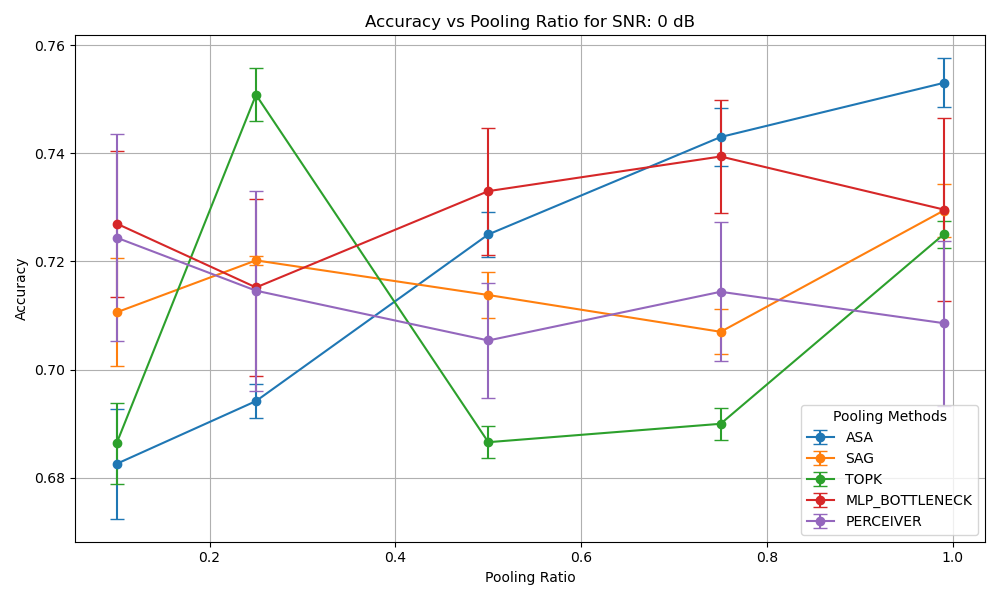 Accuracy vs Pooling Ratio for SNR: 0 dB
0.76
0.74
0.72
0.70
0.68
Accuracy
0.2
0.4
0.6
0.8
1.0
Pooling Ratio
Pooling Methods
ASA
SAG
TOPK
MLP_BOTTLENECK
PERCEIVER